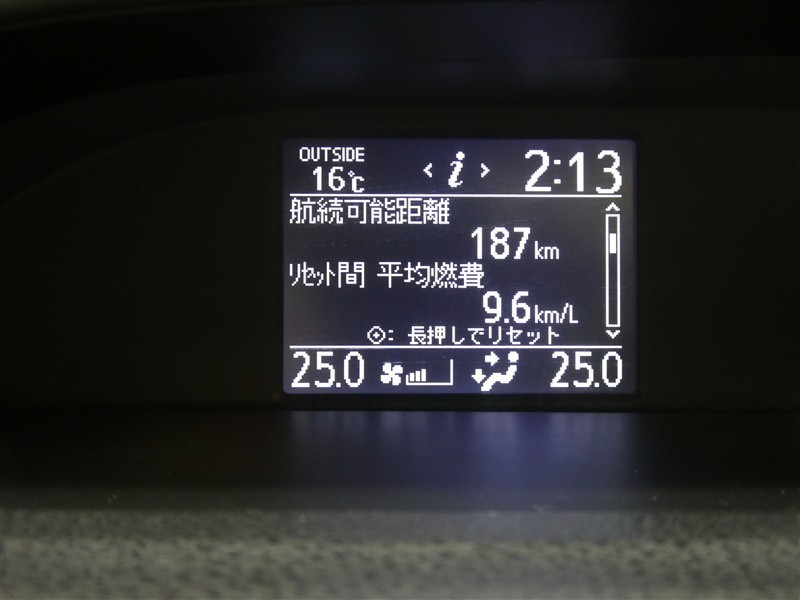 OUTSIDE
16℃
< i > 2:13
航続可能距離
187km
リセット間 平均燃費
9.6km/L
: 長押しでリセット
25.0 25.0